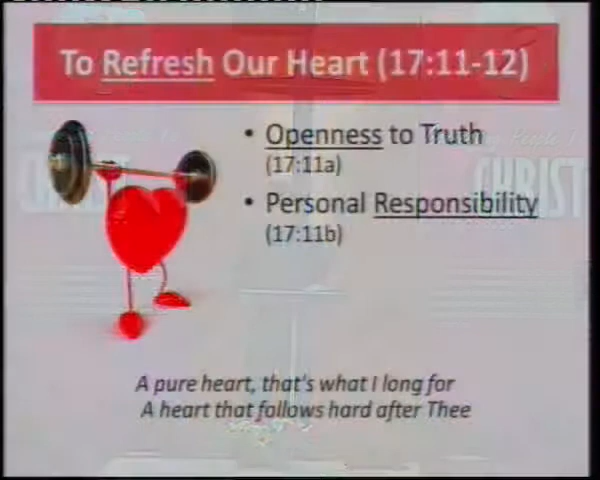 To Refresh Our Heart (17:11-12)
• Openness to Truth
(17:11a)
• Personal Responsibility
(17:11b)
CHRIST
A pure heart, that's what I long for
A heart that follows hard after Thee